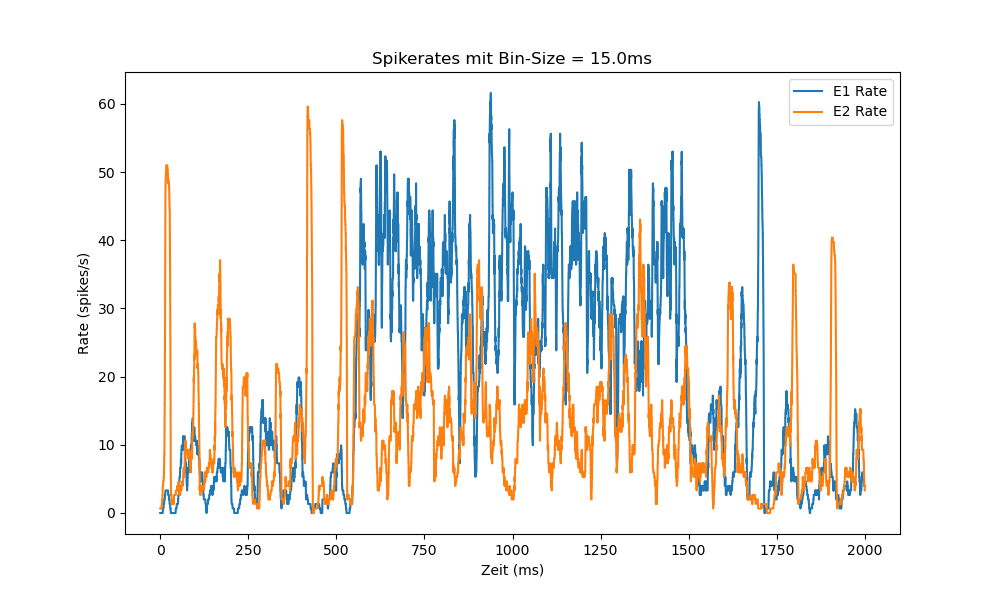 Spikerates mit Bin-Size = 15.0ms
E1 Rate
E2 Rate
Rate (spikes/s)
60
50
40
30
20
10
0
0 250 500 750 1000 1250 1500 1750 2000
Zeit (ms)